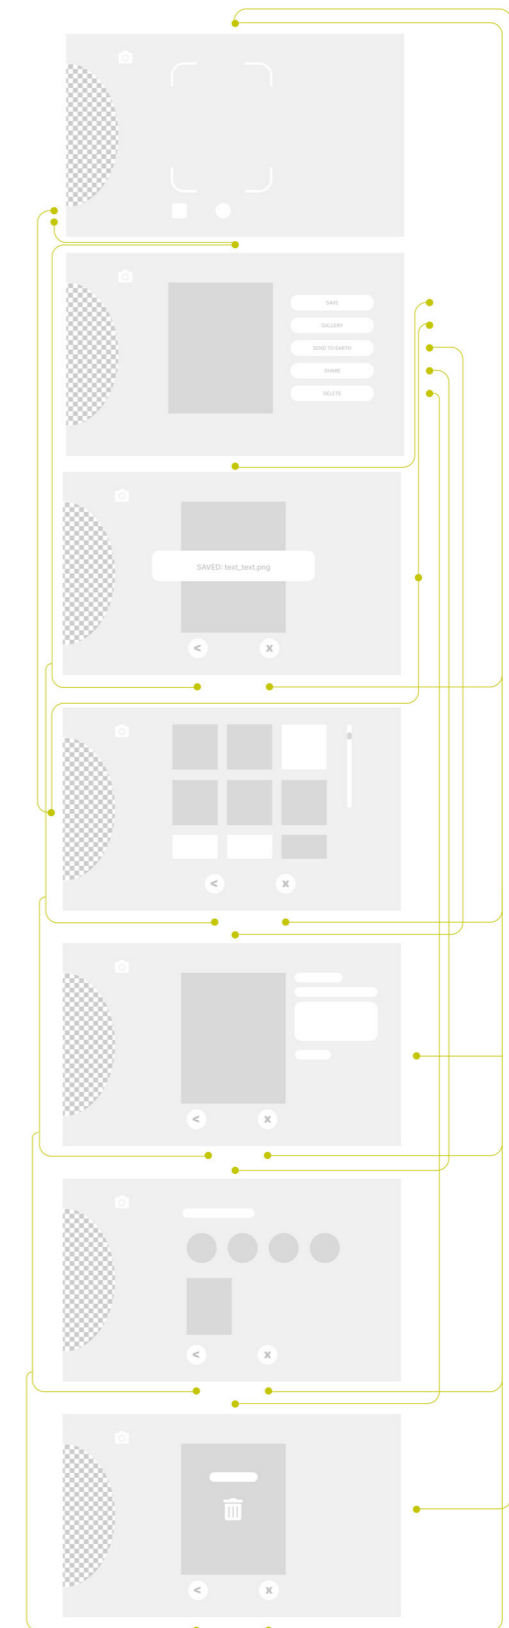 SAVE
GALLERY
SEND TO EARTH
SHARE
DELETE
SAVED: text_text.png
< x
< x
< x
< x
< x